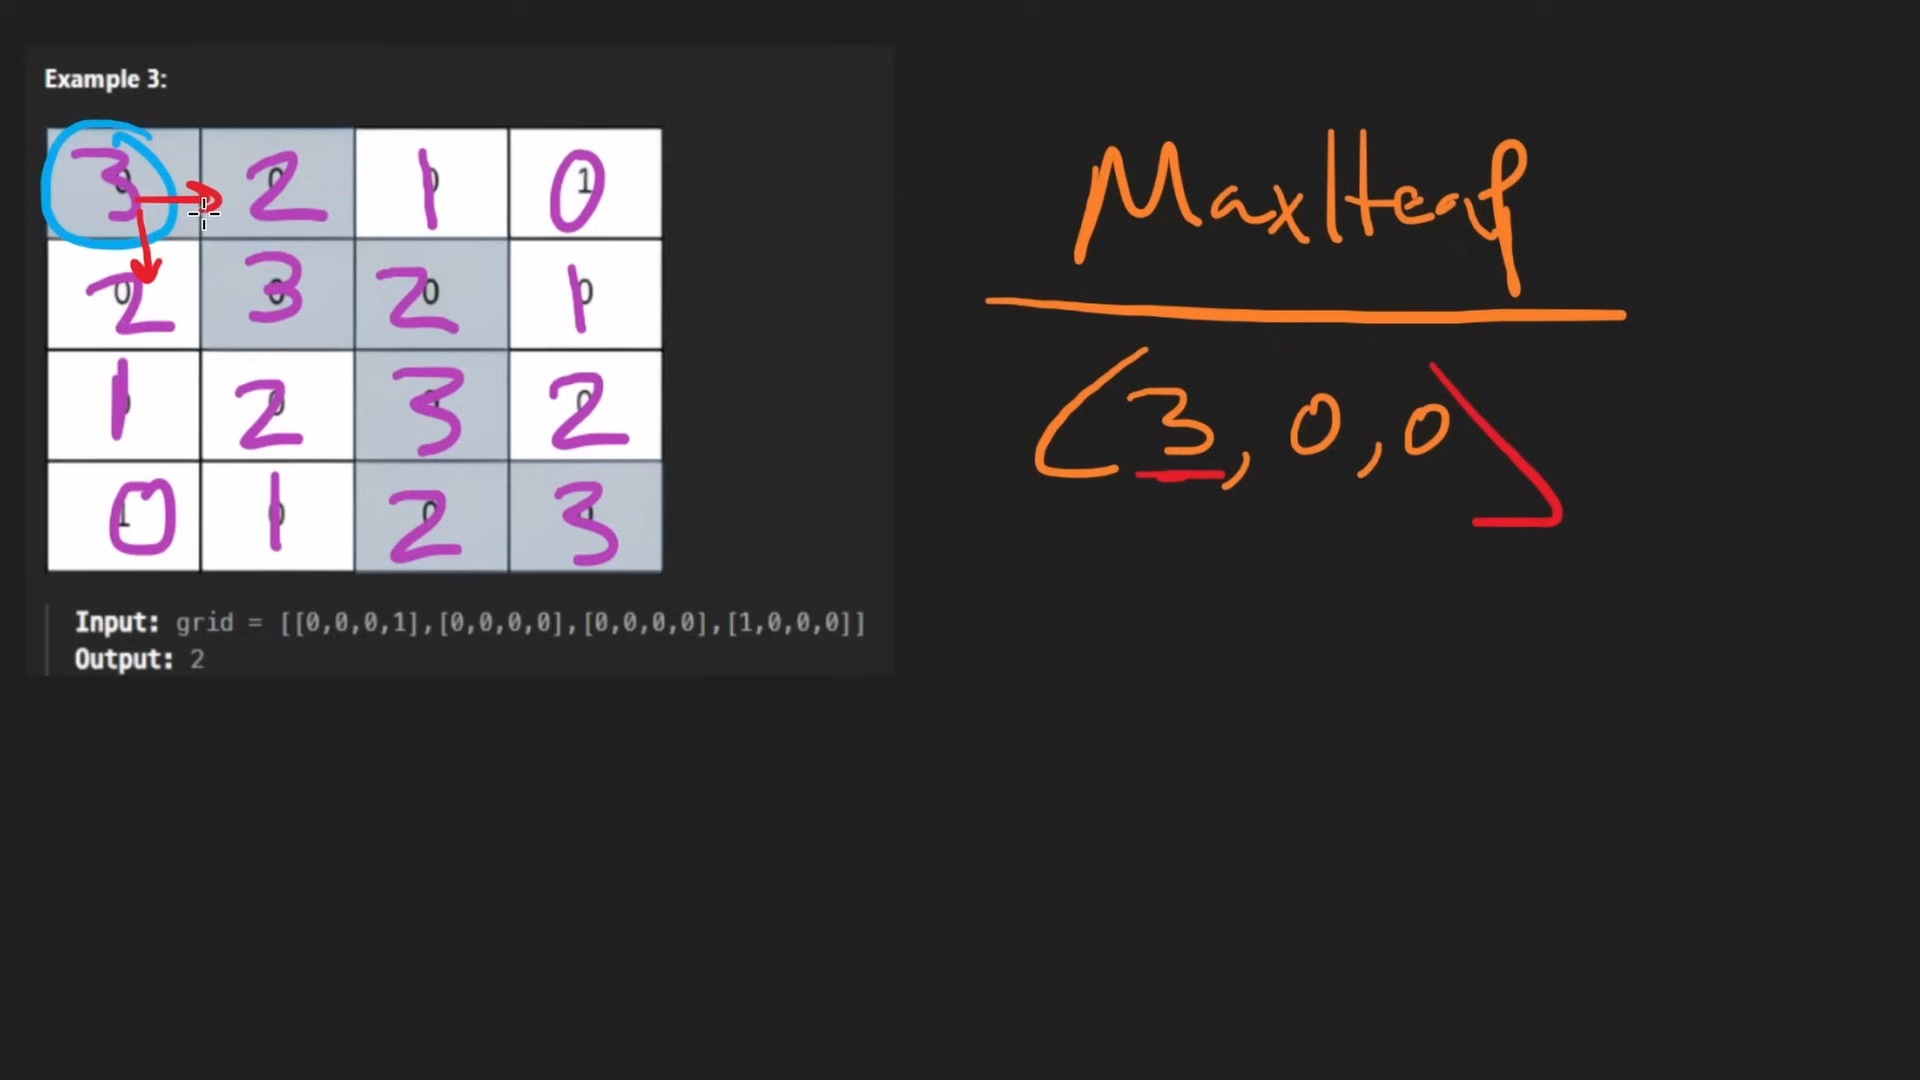 Example 3:
3 2 1 0
2 3 2 1
1 2 3 2
0 1 2 3
Input: grid = [[0,0,0,1],[0,0,0,0],[0,0,0,0],[1,0,0,0]]
Output: 2
MaxHeap
(3,0,0)